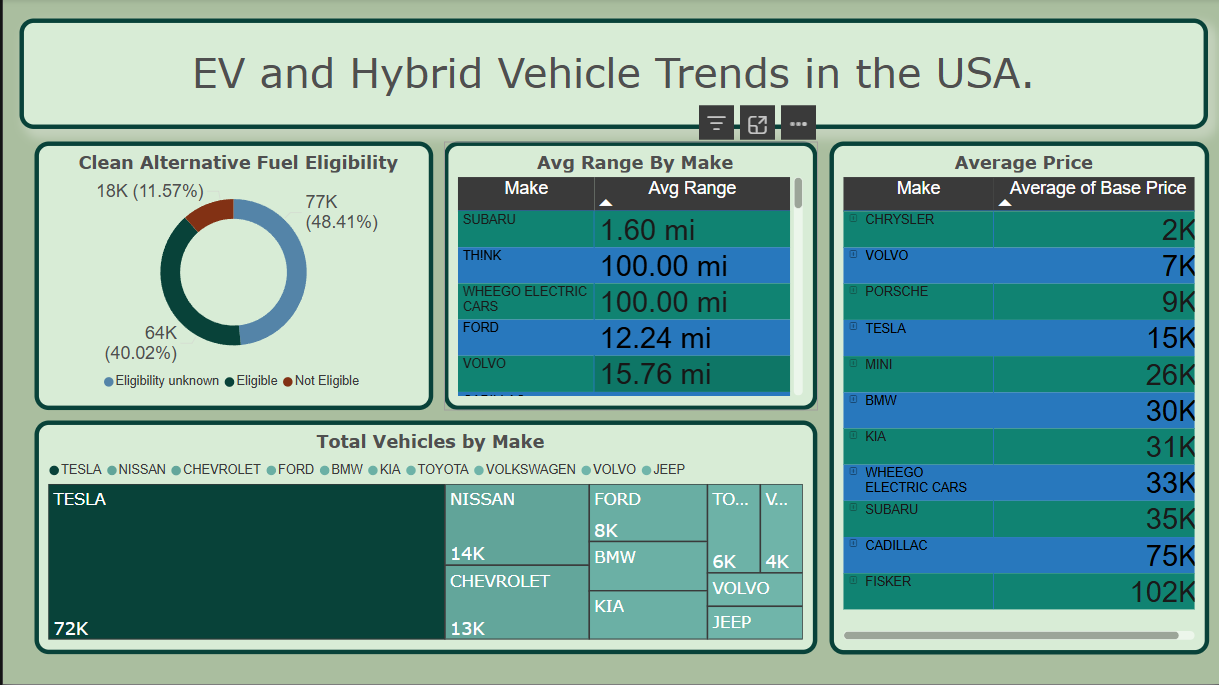 EV and Hybrid Vehicle Trends in the USA.
Clean Alternative Fuel Eligibility
18K (11.57%)
77K
(48.41%)
64K
(40.02%)
Eligibility unknown Eligible Not Eligible
Avg Range By Make
Make Avg Range
SUBARU 1.60 mi
THINK 100.00 mi
WHEEGO ELECTRIC
CARS 100.00 mi
FORD 12.24 mi
VOLVO 15.76 mi
Average Price
Make Average of Base Price
CHRYSLER 2K
VOLVO 7K
PORSCHE 9K
TESLA 15K
MINI 26K
BMW 30K
KIA 31K
WHEEGO
ELECTRIC CARS 33K
SUBARU 35K
CADILLAC 75K
FISKER 102K
Total Vehicles by Make
TESLA NISSAN CHEVROLET FORD BMW KIA TOYOTA VOLKSWAGEN VOLVO JEEP
TESLA
72K
NISSAN
14K
CHEVROLET
13K
FORD
8K
BMW
KIA
TO...
6K
V...
4K
VOLVO
JEEP